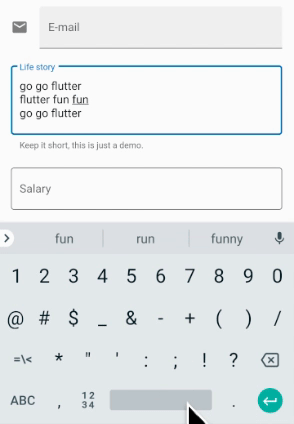 E-mail
Life story
go go flutter
flutter fun fun
go go flutter
Keep it short, this is just a demo.
Salary
fun run funny
1 2 3 4 5 6 7 8 9 0
@ # $ _ & - + ( ) /
=\< * " ' : ; ! ?
ABC , 12 .
34